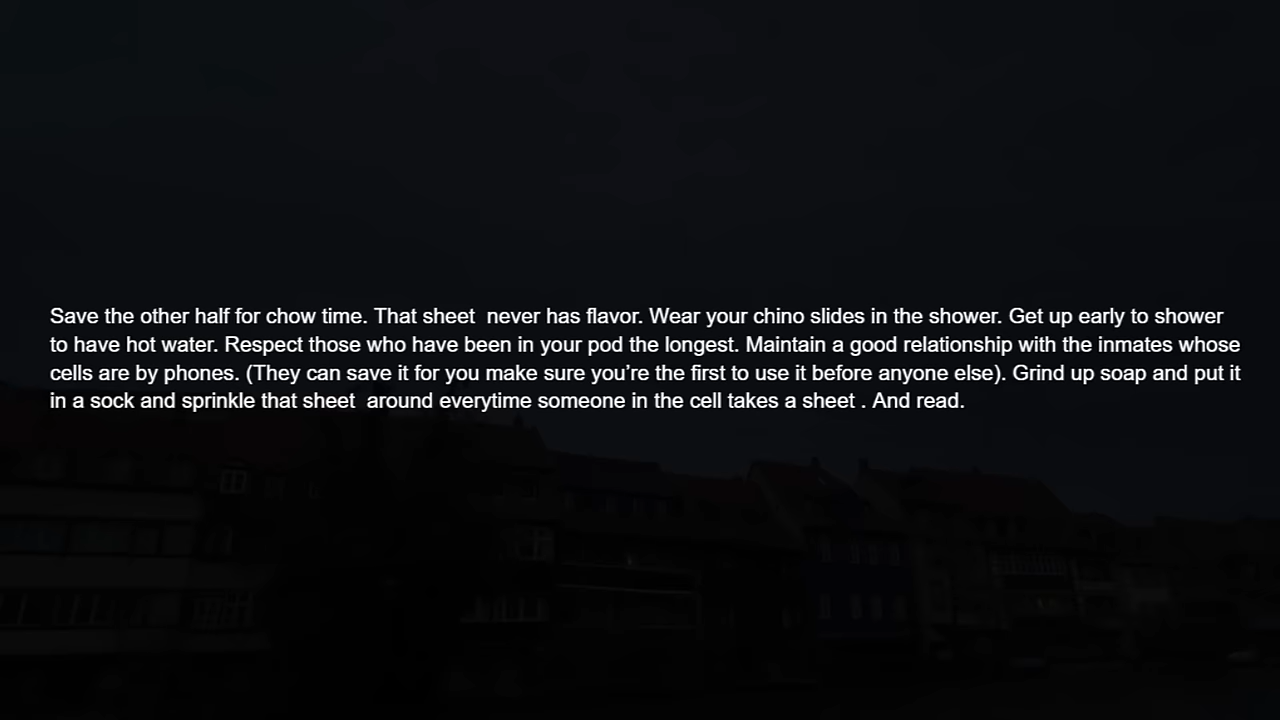 Save the other half for chow time. That sheet  never has flavor. Wear your chino slides in the shower. Get up early to shower
to have hot water. Respect those who have been in your pod the longest. Maintain a good relationship with the inmates whose
cells are by phones. (They can save it for you make sure you’re the first to use it before anyone else). Grind up soap and put it
in a sock and sprinkle that sheet  around everytime someone in the cell takes a sheet . And read.